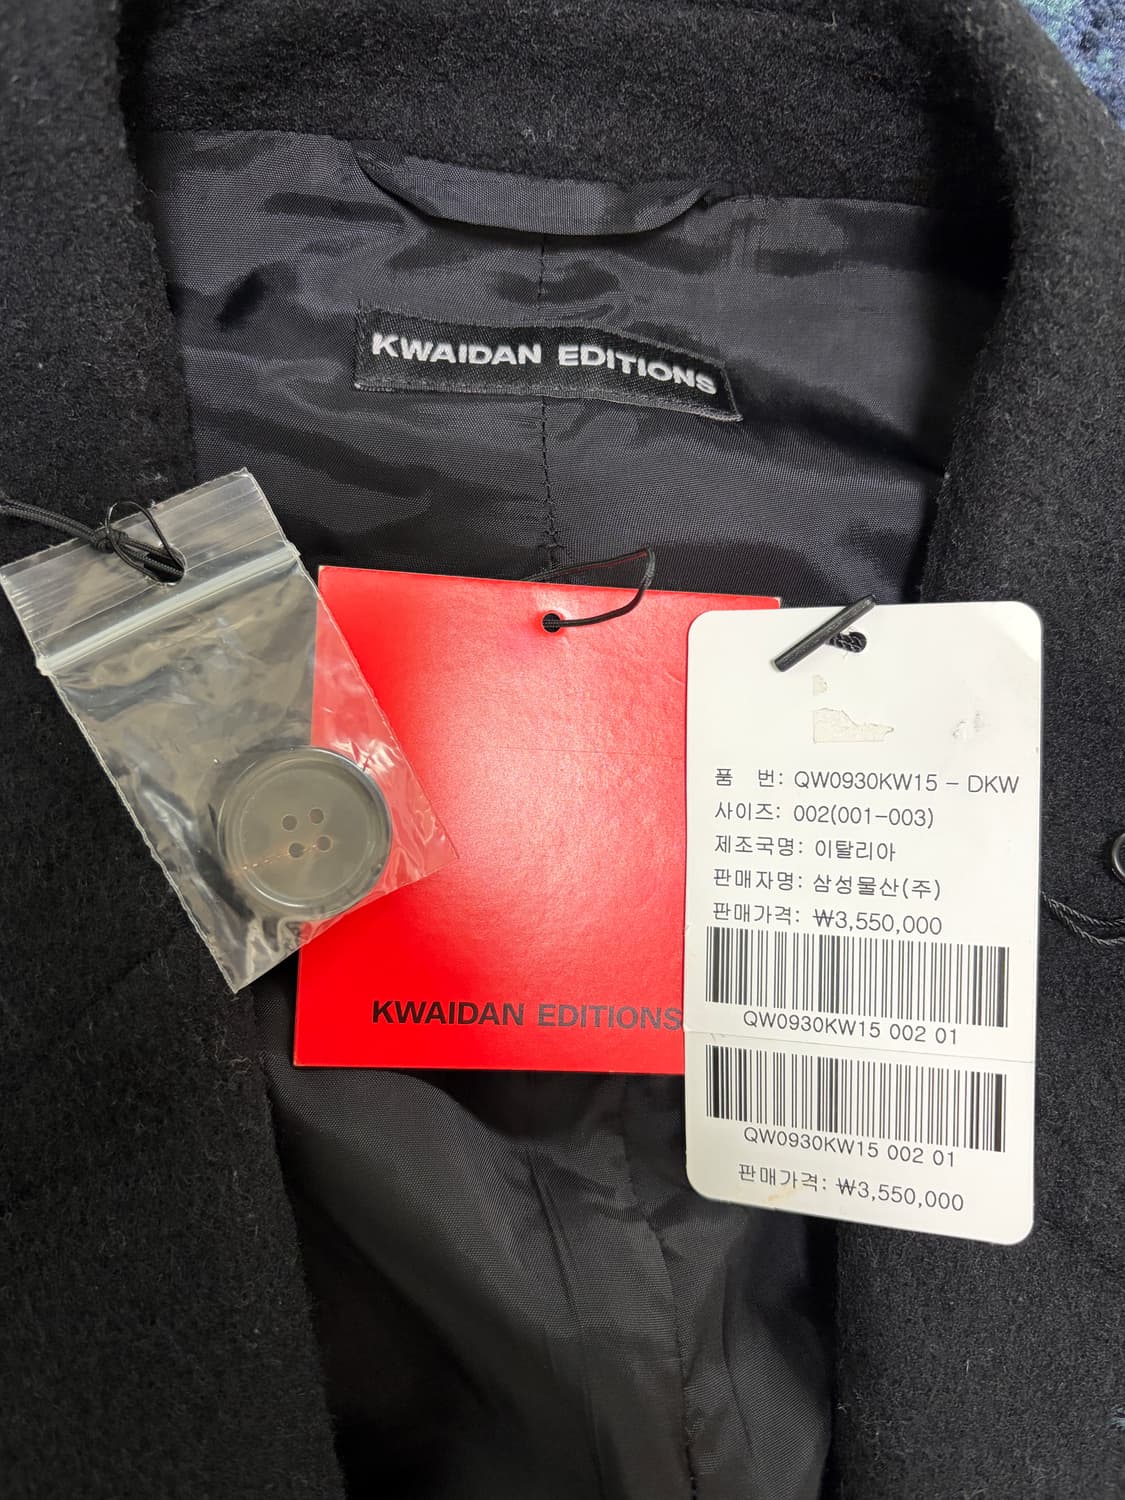 KWAIDAN EDITIONS
KWAIDAN EDITIONS
품 번: QW0930KW15 - DKW
사이즈: 002(001-003)
제조국명: 이탈리아
판매자명: 삼성물산(주)
판매가격: ₩3,550,000
QW0930KW15 002 01
QW0930KW15 002 01
판매가격: ₩3,550,000